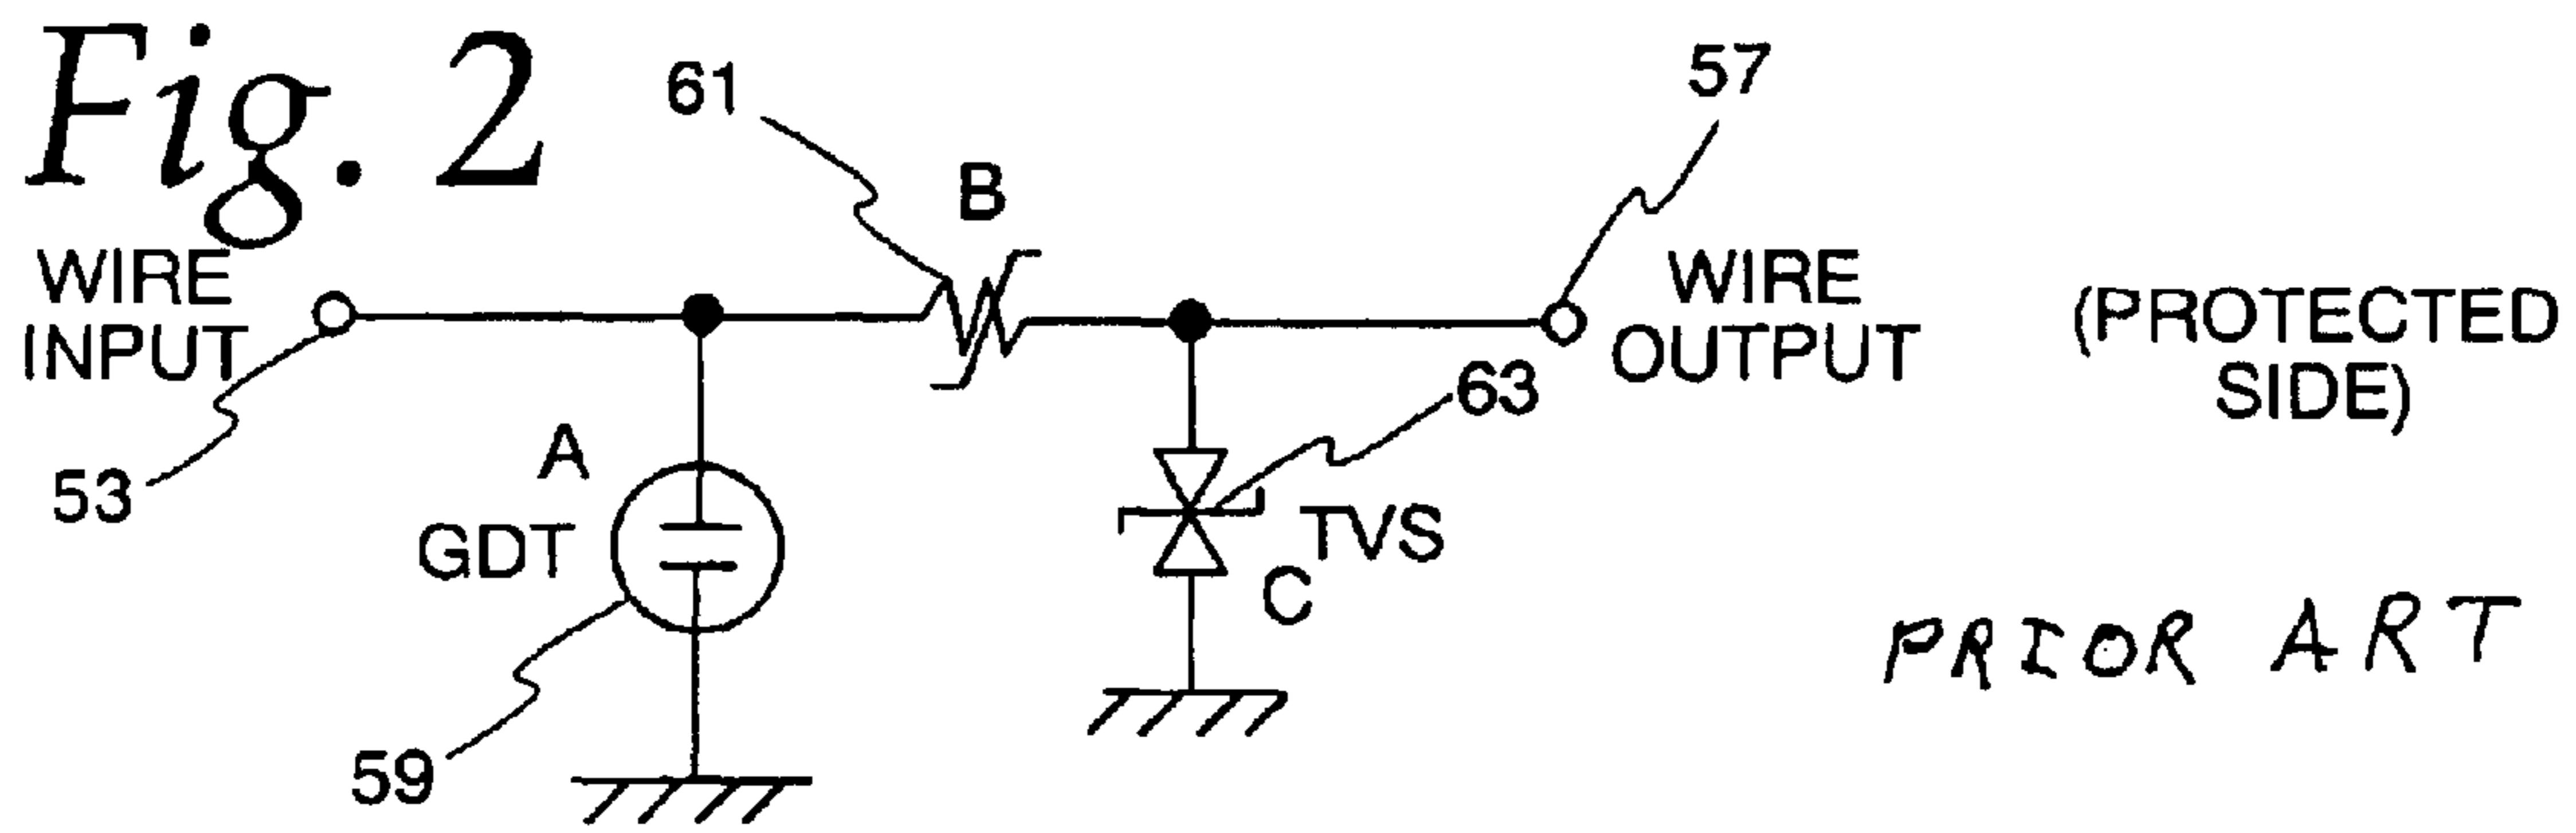 Fig. 2
61
57
B
WIRE
INPUT
WIRE
OUTPUT
(PROTECTED
SIDE)
53
A
GDT
63
TVS
C
59
PRIOR ART